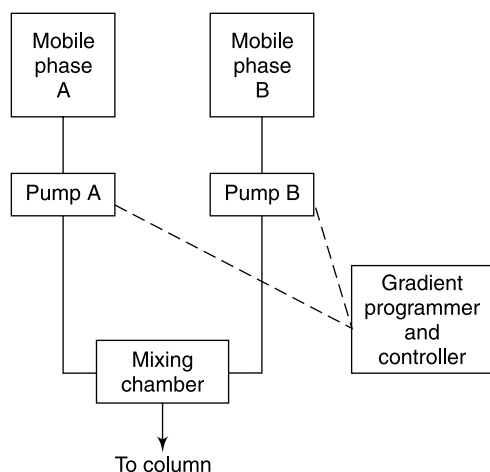 Mobile
phase
A
Mobile
phase
B
Pump A
Pump B
Gradient
programmer
and
controller
Mixing
chamber
To column